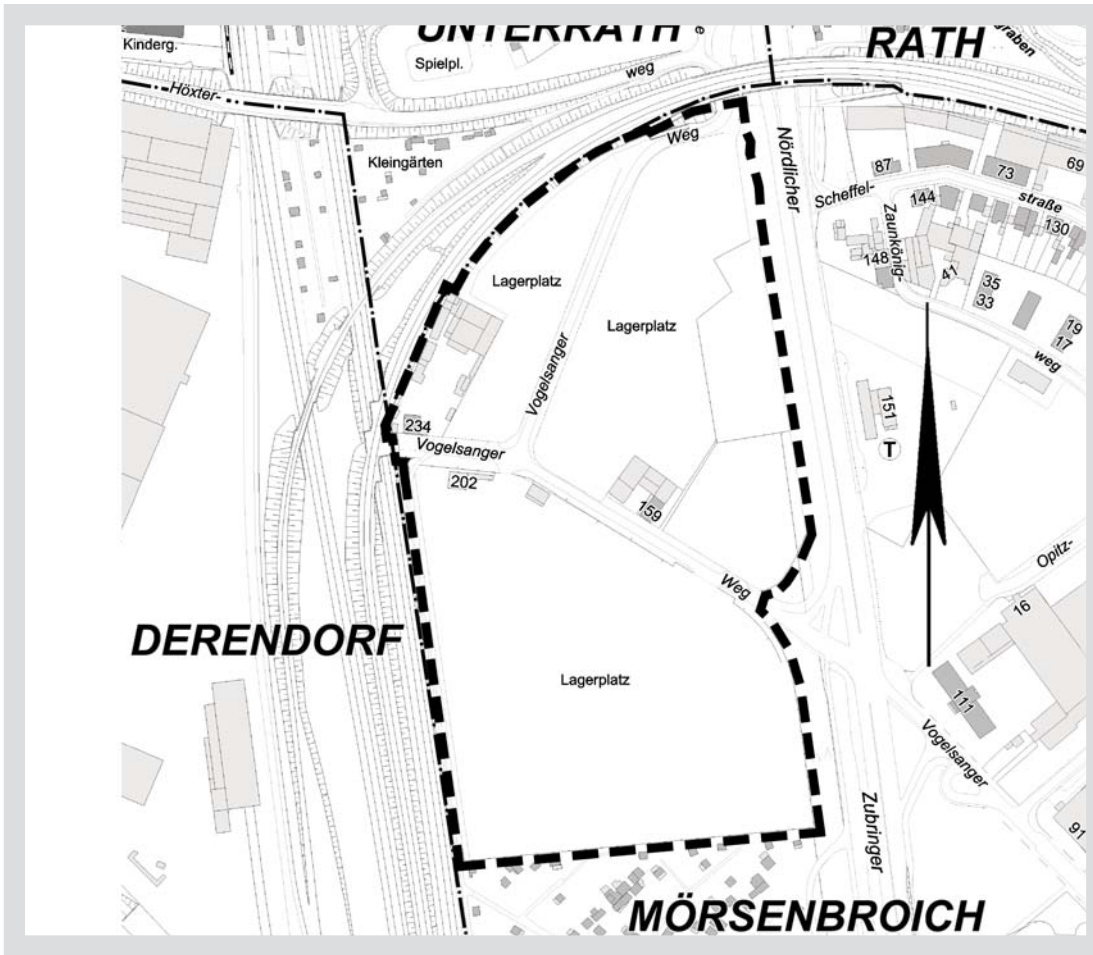 UNTERRATH
RATH
graben
Kinderg.
Spielpl.
weg
Höxter-
Weg
Nördlicher
Kleingärten
87
73
69
Scheffel-
straße
144
130
Zaunkönig-
148
41
35
33
19
17
weg
Lagerplatz
Lagerplatz
Vogelsanger
151
T
234
Vogelsanger
202
159
Weg
Opitz-
16
DERENDORF
Lagerplatz
111
Vogelsanger
Zubringer
91
MÖRSENBROICH